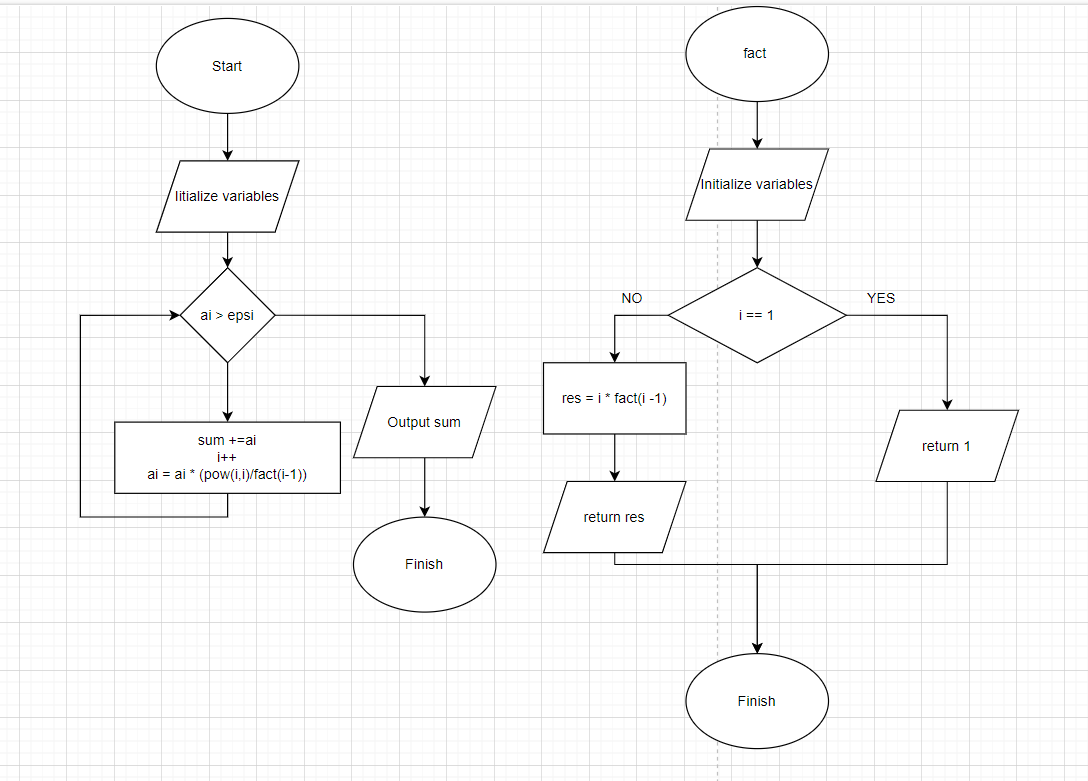 Start
Iitialize variables
ai > epsi
sum +=ai
i++
ai = ai * (pow(i,i)/fact(i-1))
Output sum
Finish
fact
Initialize variables
i == 1
NO
YES
res = i * fact(i -1)
return res
return 1
Finish